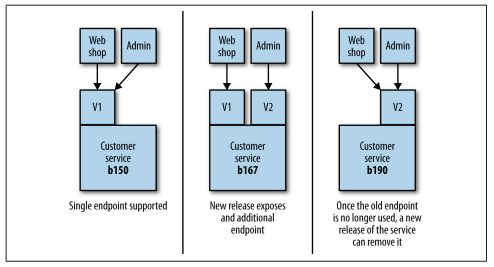 Web
shop
Admin
V1
Customer
service
b150
Single endpoint supported
Web
shop
Admin
V1
V2
Customer
service
b167
New release exposes
and additional
endpoint
Web
shop
Admin
V2
Customer
service
b190
Once the old endpoint
is no longer used, a new
release of the service
can remove it